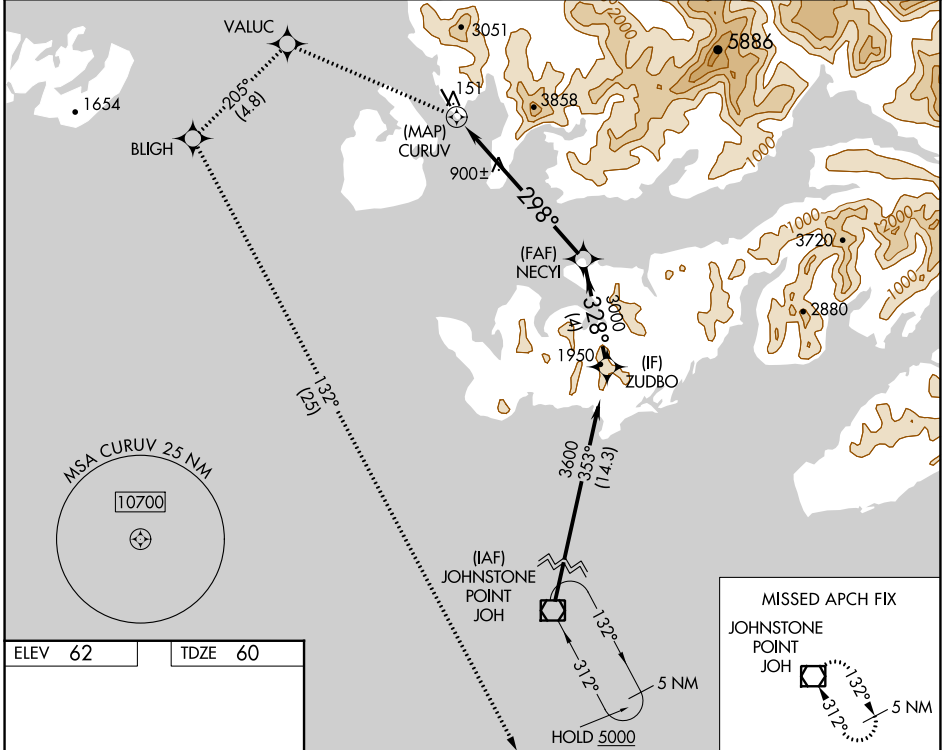 VALUC
3051
5886
2000
1654
205°
(4.8)
151
3858
(MAP)
CURUV
BLIGH
900±
1000
298°
1000
2000
3720
(FAF)
NECYI
1000
3000
328°
(4)
2880
1950
(IF)
ZUDBO
132°
(25)
MSA CURUV 25 NM
10700
3600
353°
(14.3)
(IAF)
JOHNSTONE
POINT
JOH
132°
312°
5 NM
HOLD 5000
MISSED APCH FIX
JOHNSTONE
POINT
JOH
132°
312°
5 NM
ELEV 62
TDZE 60